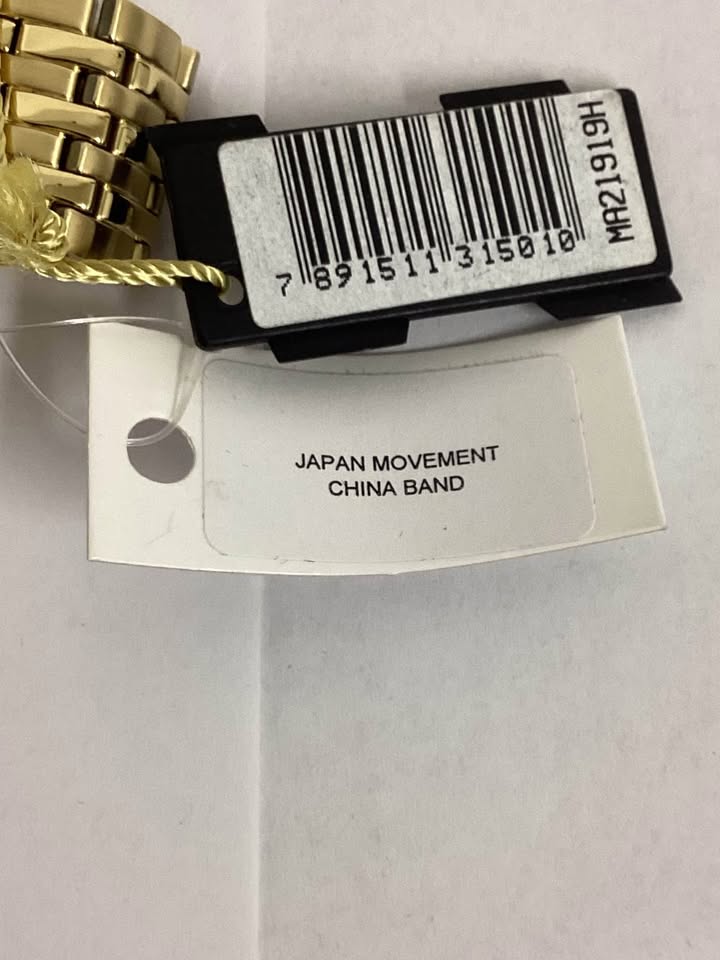 7 891511 315010
MA21919H
JAPAN MOVEMENT
CHINA BAND